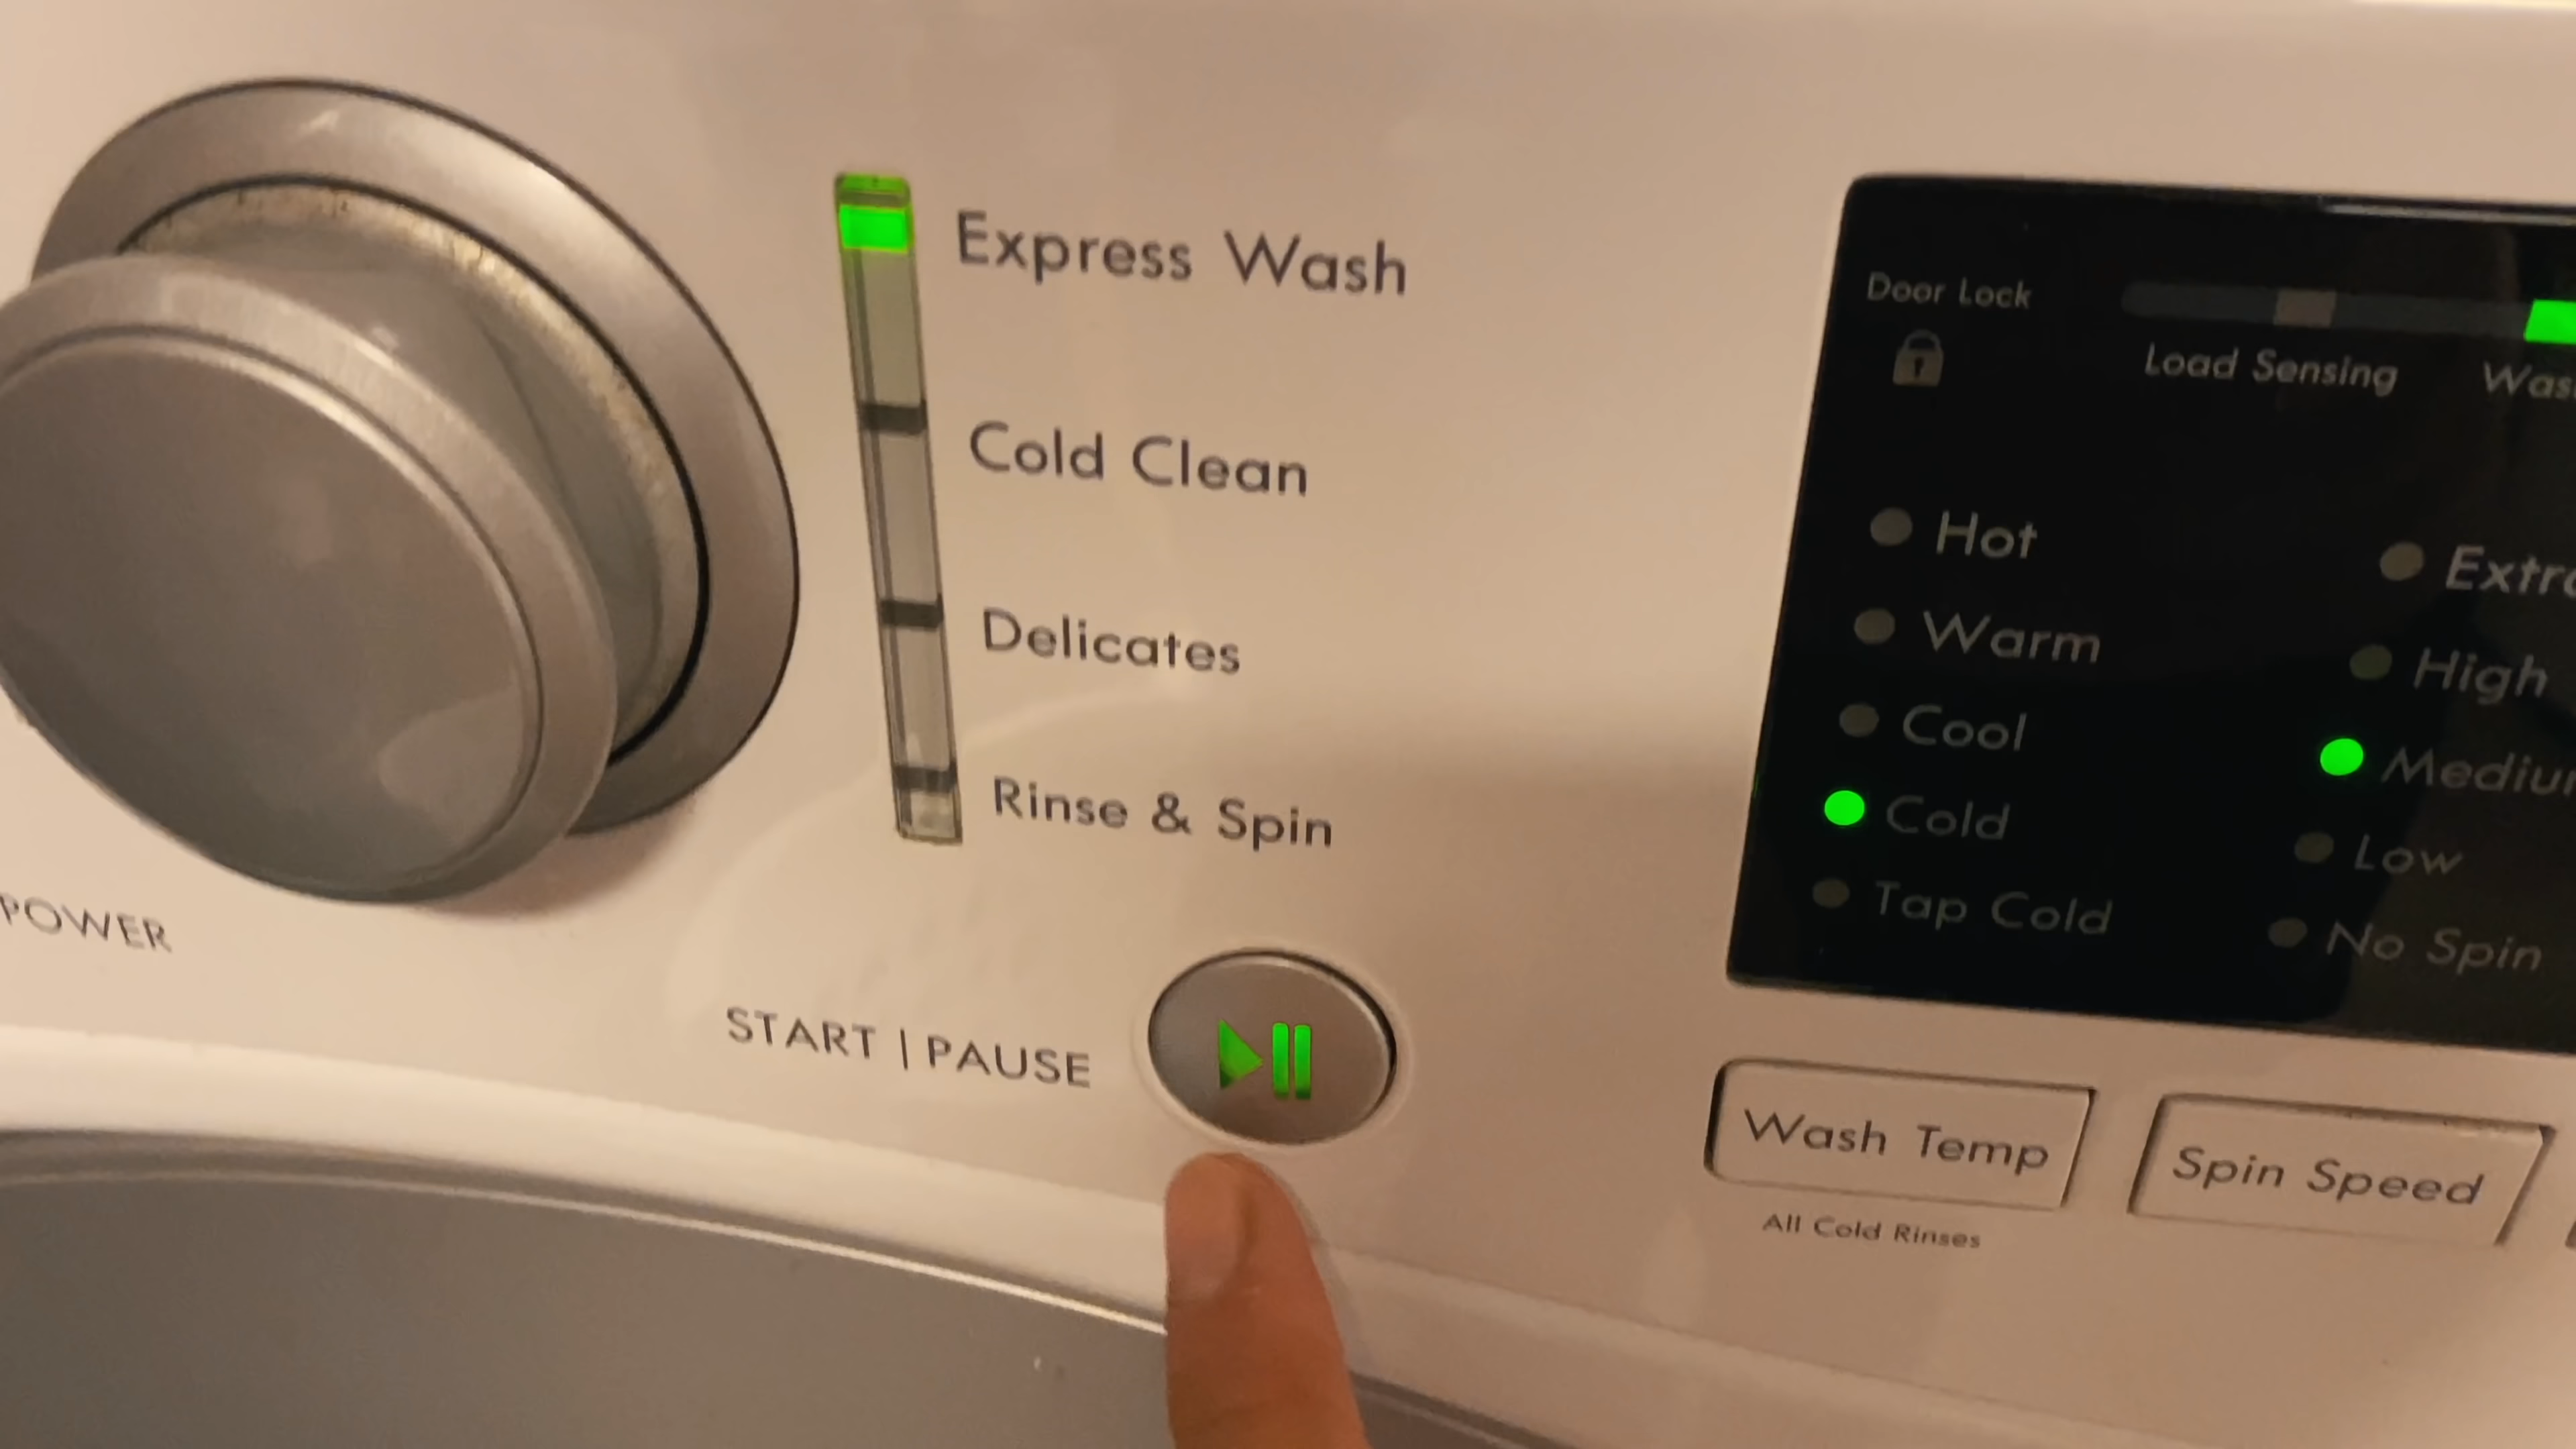 Express Wash
Cold Clean
Delicates
Rinse & Spin
POWER
START | PAUSE
Door Lock
Load Sensing
Hot
Warm
Cool
Cold
Tap Cold
High
Low
No Spin
Wash Temp
Spin Speed
All Cold Rinses